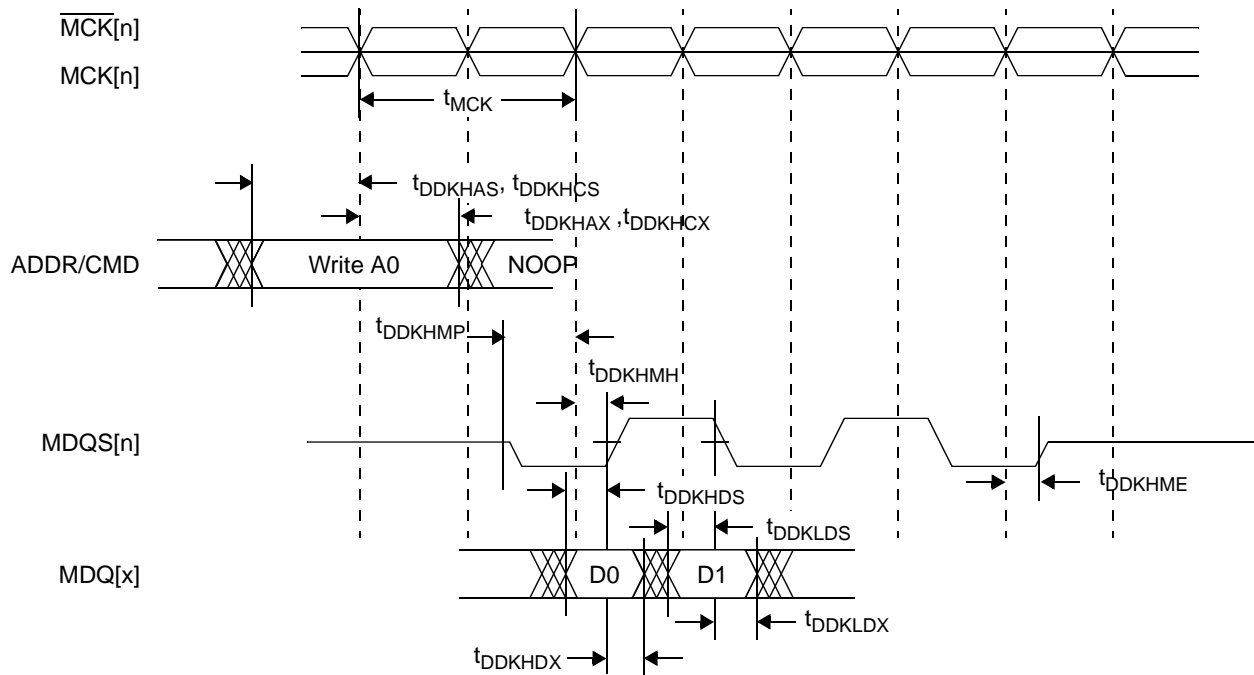 M̅C̅K̅[n]
MCK[n]
tMCK
tDDKHAS, tDDKHCS
tDDKHAX ,tDDKHCX
ADDR/CMD
Write A0
NOOP
tDDKHMP
tDDKHMH
MDQS[n]
tDDKHME
tDDKHDS
tDDKLDS
MDQ[x]
D0
D1
tDDKLDX
tDDKHDX